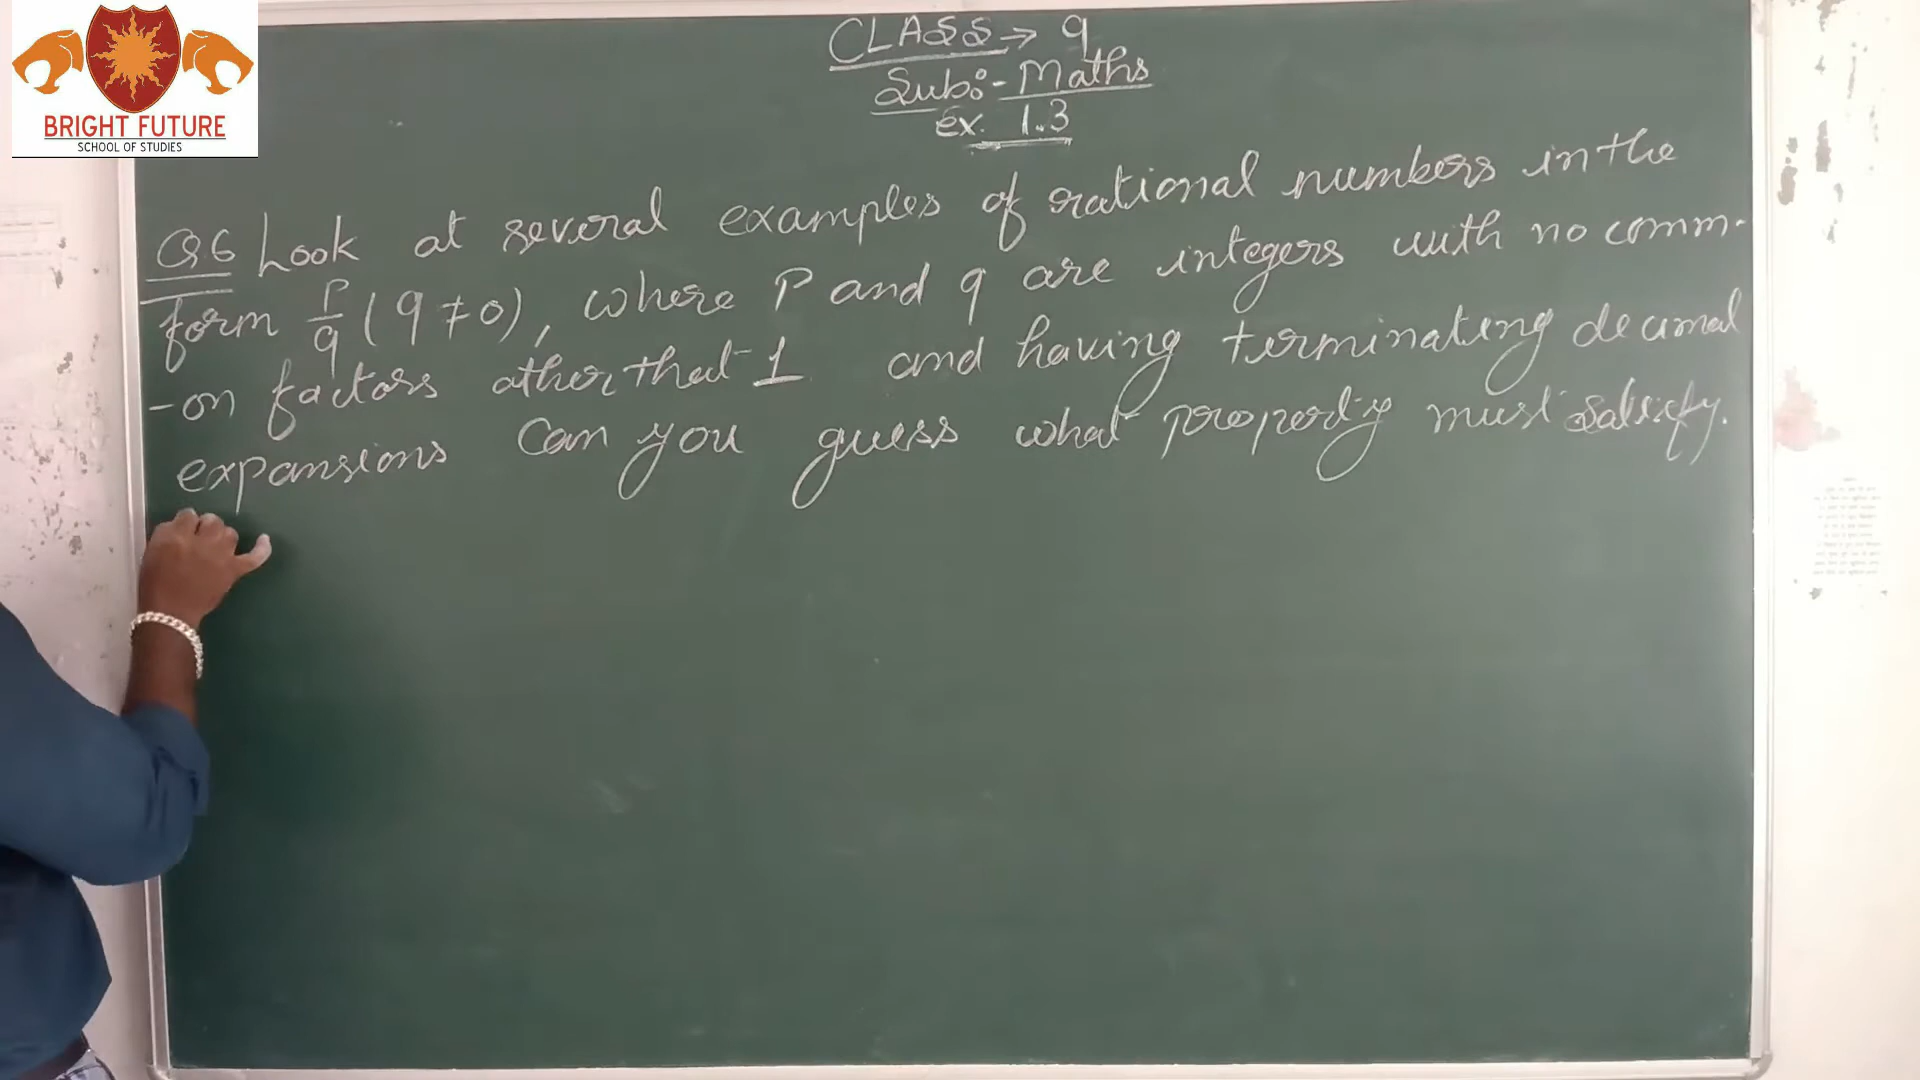 BRIGHT FUTURE
SCHOOL OF STUDIES
CLASS → 9
Sub:- Maths
ex. 1.3
Q.6 Look at several examples of rational numbers in the
form p/q (q≠0), where P and q are integers with no comm-
-on factors other that 1 and having terminating decimal
expansions Can you guess what property must satisfy.